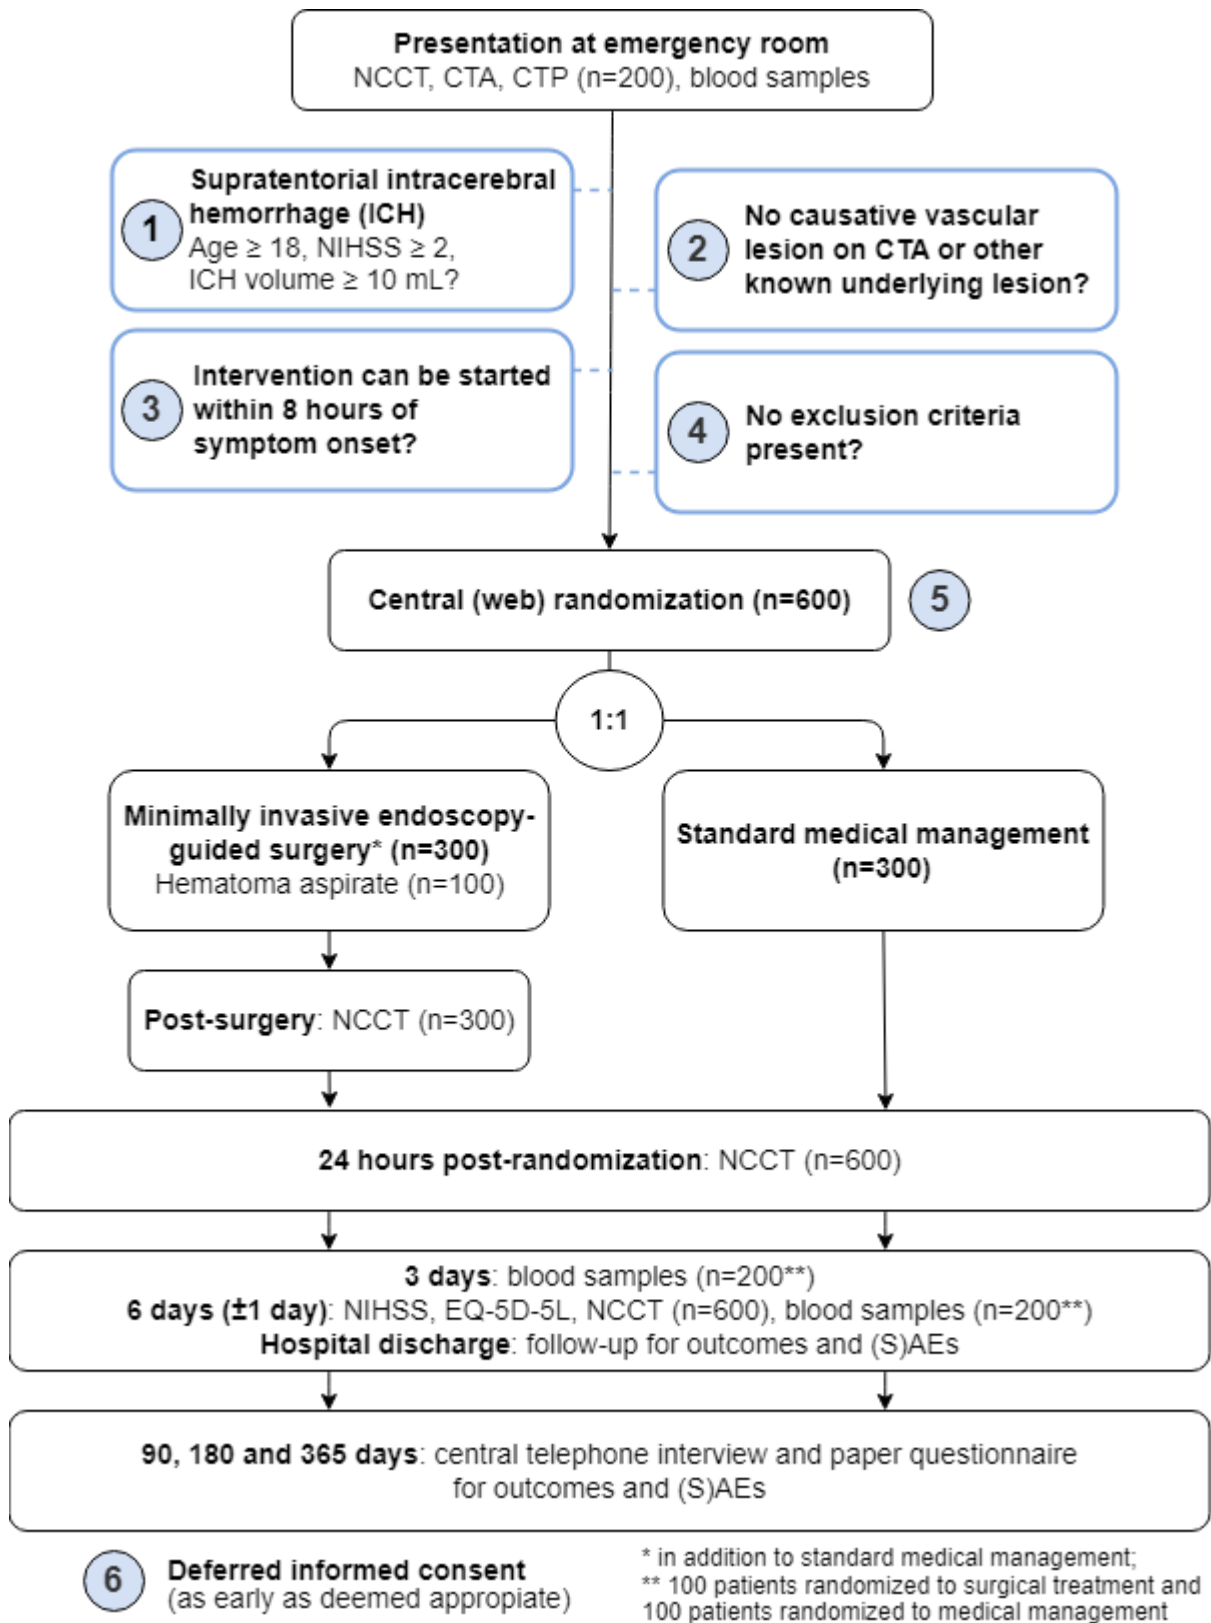 Presentation at emergency room
NCCT, CTA, CTP (n=200), blood samples
1
Supratentorial intracerebral
hemorrhage (ICH)
Age ≥ 18, NIHSS ≥ 2,
ICH volume ≥ 10 mL?
2
No causative vascular
lesion on CTA or other
known underlying lesion?
3
Intervention can be started
within 8 hours of
symptom onset?
4
No exclusion criteria
present?
Central (web) randomization (n=600)
5
1:1
Minimally invasive endoscopy-
guided surgery* (n=300)
Hematoma aspirate (n=100)
Standard medical management
(n=300)
Post-surgery: NCCT (n=300)
24 hours post-randomization: NCCT (n=600)
3 days: blood samples (n=200**)
6 days (±1 day): NIHSS, EQ-5D-5L, NCCT (n=600), blood samples (n=200**)
Hospital discharge: follow-up for outcomes and (S)AEs
90, 180 and 365 days: central telephone interview and paper questionnaire
for outcomes and (S)AEs
6
Deferred informed consent
(as early as deemed appropiate)
* in addition to standard medical management;
** 100 patients randomized to surgical treatment and
100 patients randomized to medical management